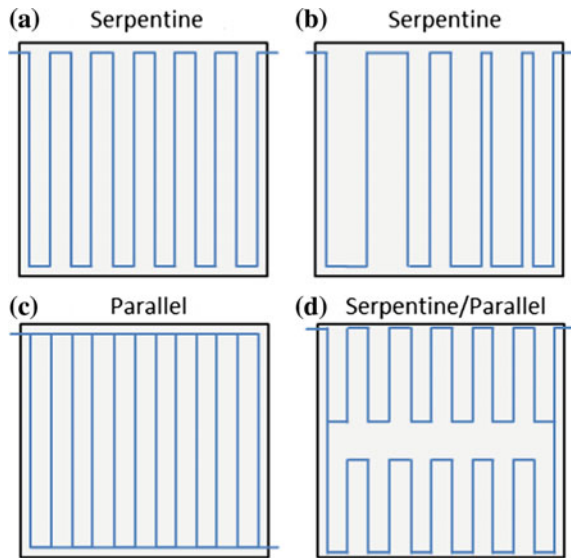 (a) Serpentine
(b) Serpentine
(c) Parallel
(d) Serpentine/Parallel